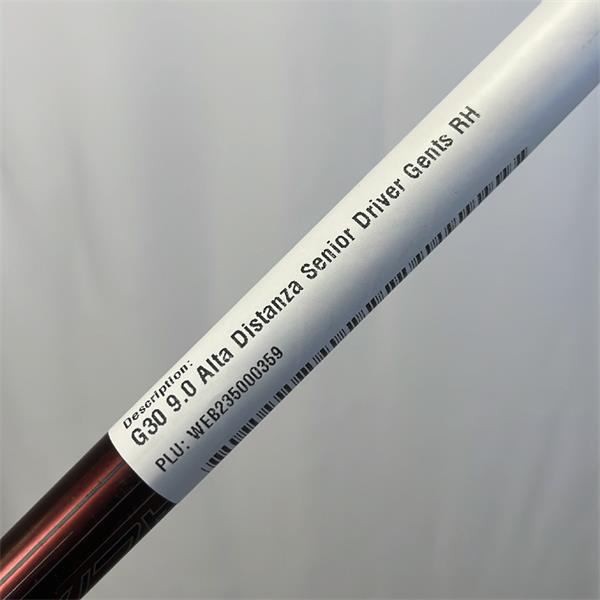 Description:
G30 9.0 Alta Distanza Senior Driver Gents RH
PLU: WEB235000359